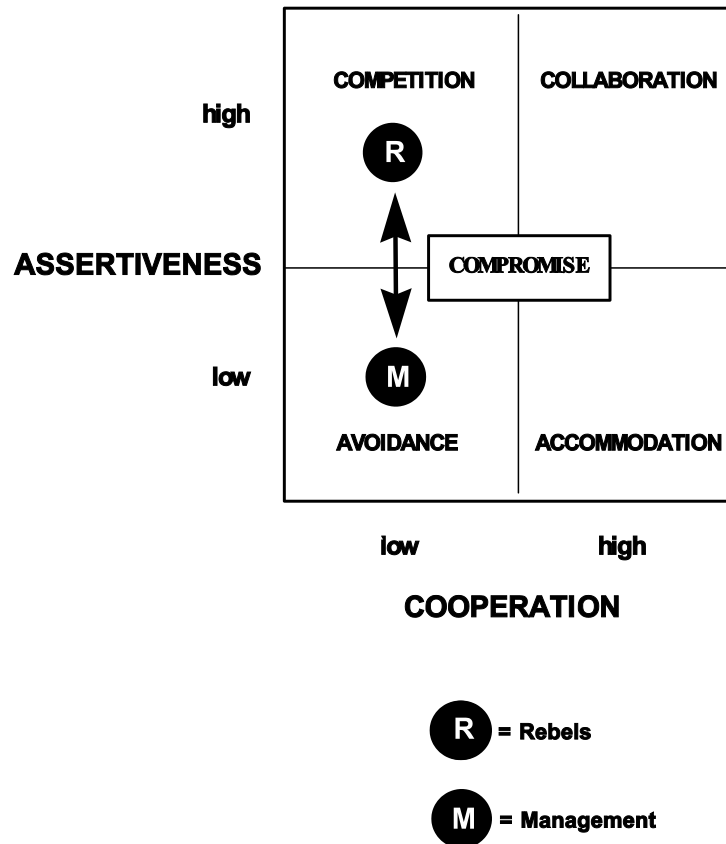 COMPETITION COLLABORATION
high
R
ASSERTIVENESS
COMPROMISE
low
M
AVOIDANCE ACCOMMODATION
low high
COOPERATION
R = Rebels
M = Management